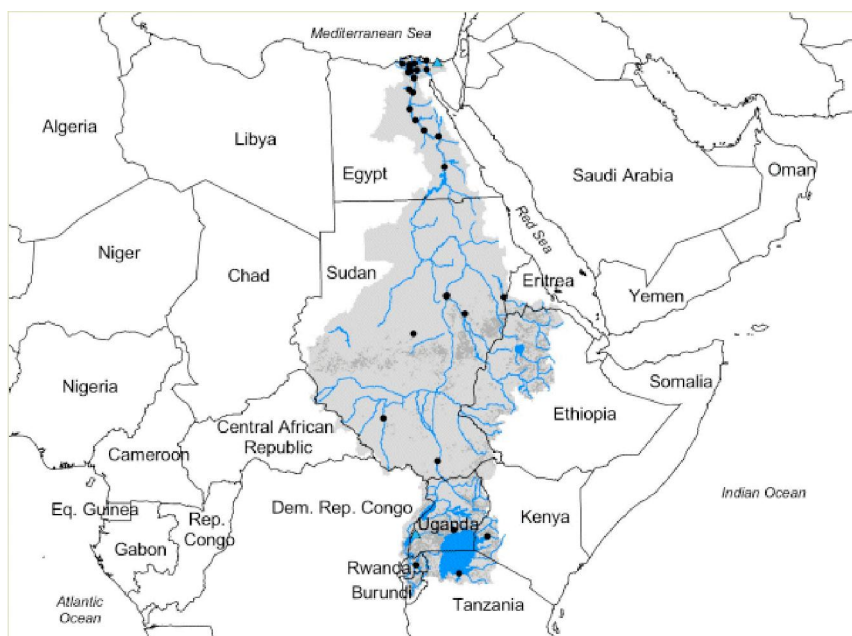 Mediterranean Sea
Algeria
Libya
Egypt
Saudi Arabia
Oman
Red Sea
Niger
Chad
Sudan
Eritrea
Yemen
Nigeria
Somalia
Ethiopia
Central African
Republic
Cameroon
Indian Ocean
Eq. Guinea
Rep.
Congo
Dem. Rep. Congo
Uganda
Kenya
Gabon
Rwanda
Burundi
Atlantic
Ocean
Tanzania